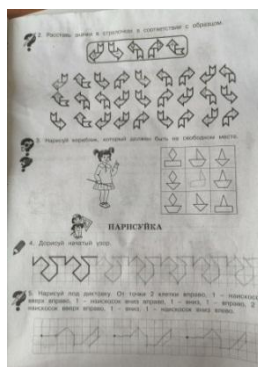 2. Расставь значки в стрелочки в соответствии с образцом.
3. Нарисуй кораблик, который должен быть на свободном месте.
НАРИСУЙКА
4. Дорисуй начатый узор.
5. Нарисуй под диктовку. От точки 2 клетки вправо, 1 – наискосок
вверх вправо, 1 – наискосок вниз вправо, 1 – вниз, 1 – вправо, 2
наискосок вверх вправо, 1 – вниз, 1 – наискосок вниз вправо.